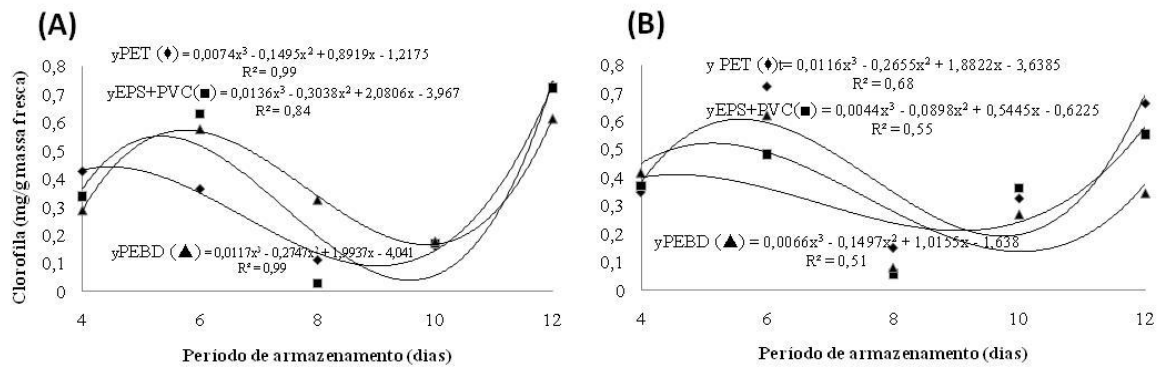 (A)
yPET (♦) = 0,0074x³ - 0,1495x² + 0,8919x - 1,2175
R² = 0,99
yEPS+PVC(■) = 0,0136x³ - 0,3038x² + 2,0806x - 3,967
R² = 0,84
yPEBD (▲) = 0,0117x³ - 0,2747x² + 1,9937x - 4,041
R² = 0,99
Clorofila (mg/g massa fresca)
0,8
0,7
0,6
0,5
0,4
0,3
0,2
0,1
0
4 6 8 10 12
Período de armazenamento (dias)
(B)
y PET (♦)t= 0,0116x³ - 0,2655x² + 1,8822x - 3,6385
R² = 0,68
yEPS+PVC(■) = 0,0044x³ - 0,0898x² + 0,5445x - 0,6225
R² = 0,55
yPEBD (▲) = 0,0066x³ - 0,1497x² + 1,0155x - 1,638
R² = 0,51
0,8
0,7
0,6
0,5
0,4
0,3
0,2
0,1
0
4 6 8 10 12
Período de armazenamento (dias)